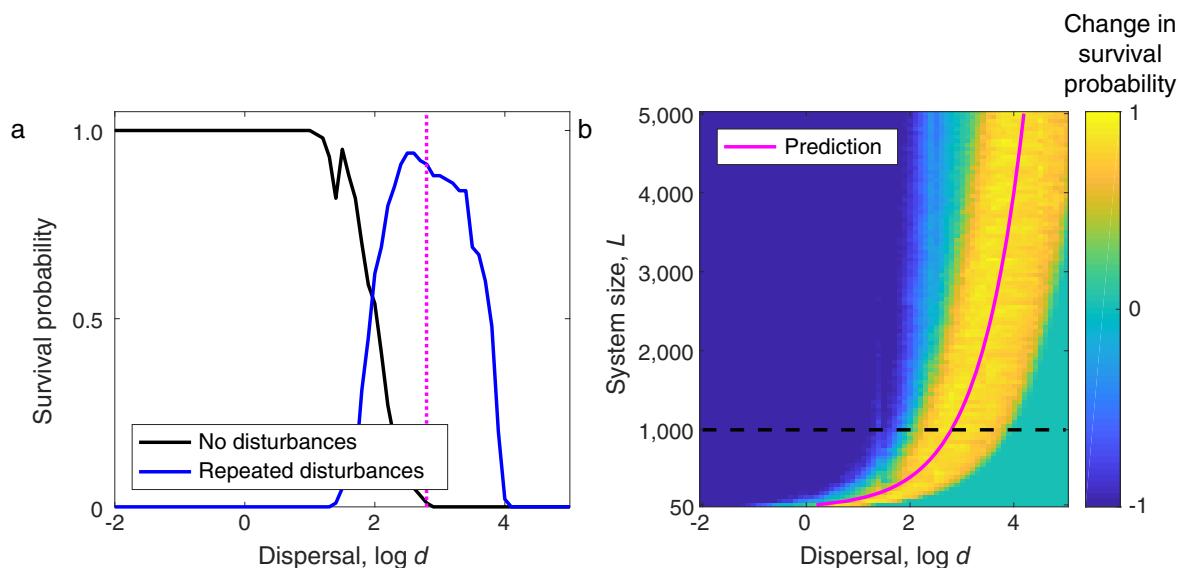 a
1.0
0.5
0
-2
0
2
4
Survival probability
Dispersal, log d
No disturbances
Repeated disturbances
b
5,000
4,000
3,000
2,000
1,000
50
-2
0
2
4
System size, L
Dispersal, log d
Prediction
Change in
survival
probability
1
0
-1